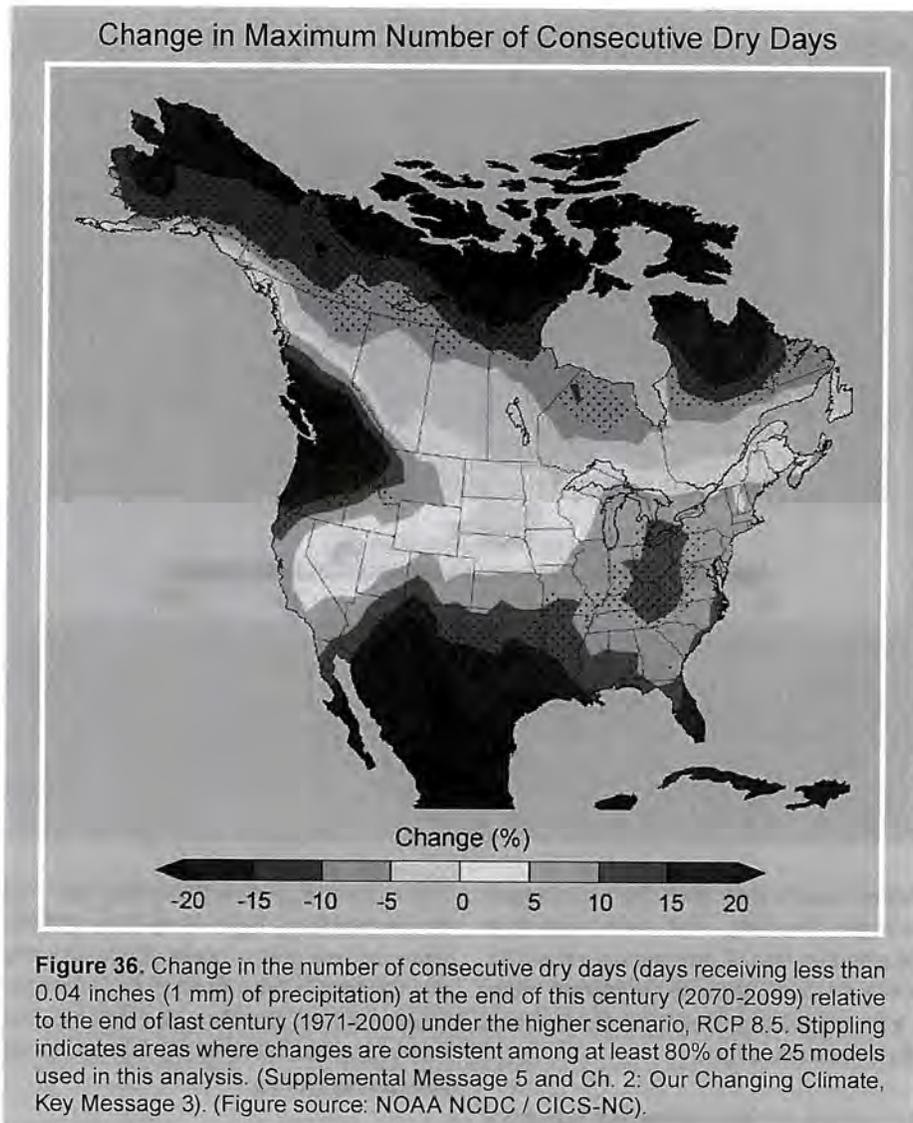 Change in Maximum Number of Consecutive Dry Days
Change (%)
-20 -15 -10 -5 0 5 10 15 20
Figure 36. Change in the number of consecutive dry days (days receiving less than
0.04 inches (1 mm) of precipitation) at the end of this century (2070-2099) relative
to the end of last century (1971-2000) under the higher scenario, RCP 8.5. Stippling
indicates areas where changes are consistent among at least 80% of the 25 models
used in this analysis. (Supplemental Message 5 and Ch. 2: Our Changing Climate,
Key Message 3). (Figure source: NOAA NCDC / CICS-NC).